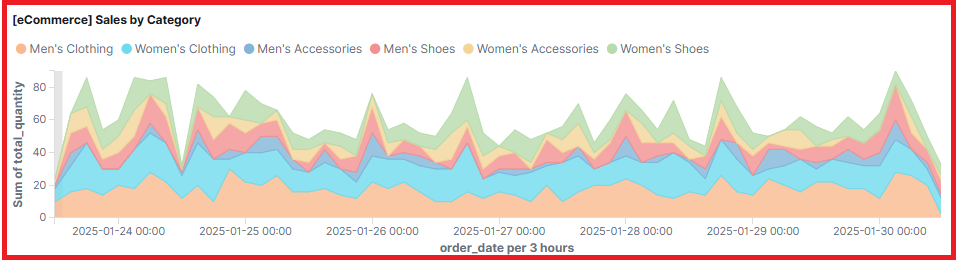 [eCommerce] Sales by Category
Men's Clothing Women's Clothing Men's Accessories Men's Shoes Women's Accessories Women's Shoes
80
60
40
20
0
Sum of total_quantity
2025-01-24 00:00 2025-01-25 00:00 2025-01-26 00:00 2025-01-27 00:00 2025-01-28 00:00 2025-01-29 00:00 2025-01-30 00:00
order_date per 3 hours